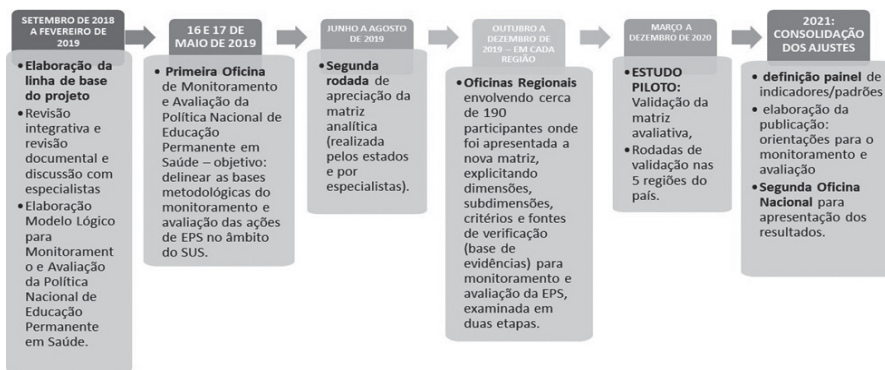 SETEMBRO DE 2018
A FEVEREIRO DE
2019
•Elaboração da
linha de base
do projeto
•Revisão
integrativa e
revisão
documental e
discussão com
especialistas
•Elaboração
Modelo Lógico
para
Monitorament
o e Avaliação
da Política
Nacional de
Educação
Permanente
em Saúde.
16 E 17 DE
MAIO DE 2019
• Primeira Oficina
de Monitoramento
e Avaliação da
Política Nacional de
Educação
Permanente em
Saúde – objetivo:
delinear as bases
metodológicas do
monitoramento e
avaliação das ações
de EPS no âmbito
do SUS.
JUNHO A AGOSTO
DE 2019
•Segunda
rodada de
apreciação da
matriz
analítica
(realizada
pelos estados
e por
especialistas).
OUTUBRO A
DEZEMBRO DE
2019 – EM CADA
REGIÃO
•Oficinas Regionais
envolvendo cerca
de 190
participantes onde
foi apresentada a
nova matriz,
explicitando
dimensões,
subdimensões,
critérios e fontes
de verificação
(base de
evidências) para
monitoramento e
avaliação da EPS,
examinada em
duas etapas.
MARÇO A
DEZEMBRO DE 2020
•ESTUDO
PILOTO:
Validação da
matriz
avaliativa,
•Rodadas de
validação nas
5 regiões do
país.
2021:
CONSOLIDAÇÃO
DOS AJUSTES
• definição painel de
indicadores/padrões
• elaboração da
publicação:
orientações para o
monitoramento e
avaliação
•Segunda Oficina
Nacional para
apresentação dos
resultados.